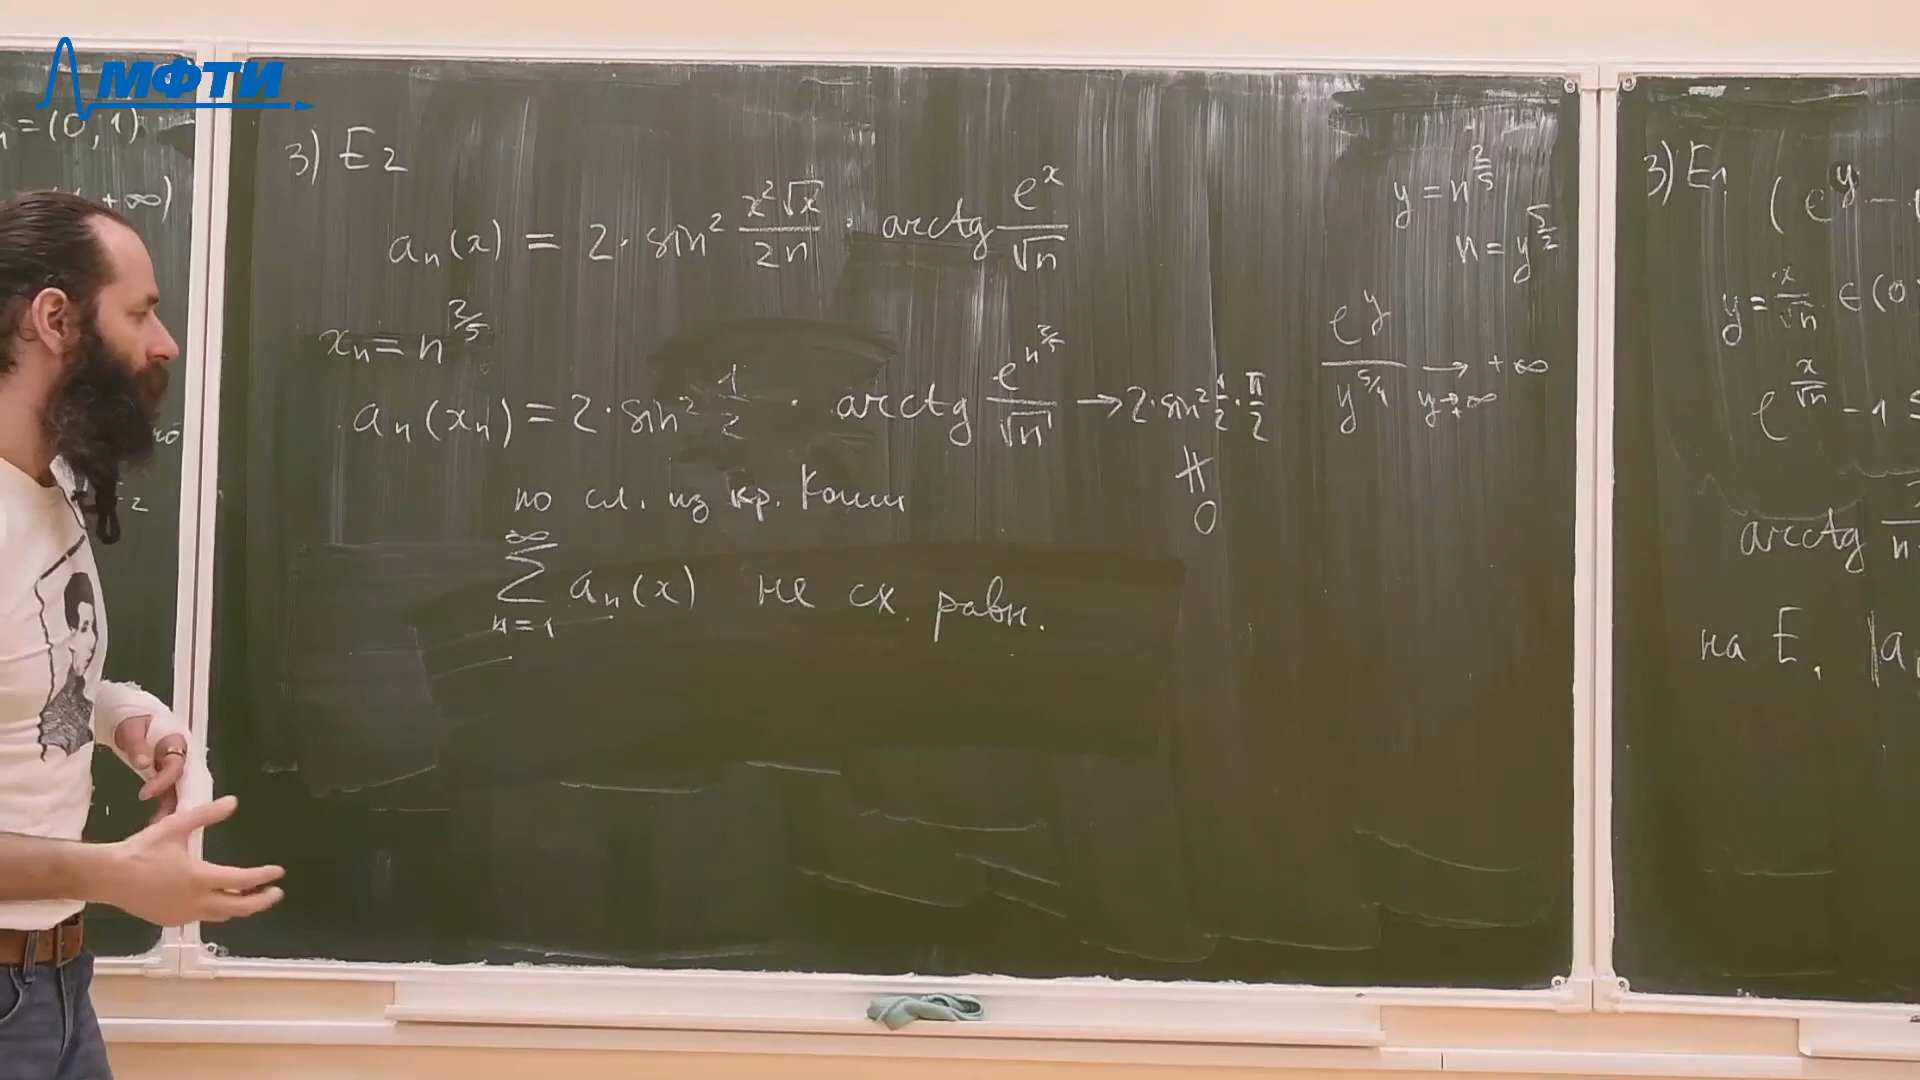 МФТИ
=(0, 1)
+∞)
3) E₂
aₙ(x) = 2 · sin² x²√x/2n · arctg eˣ/√n
xₙ = n^(2/5)
aₙ(xₙ) = 2 · sin² 1/2 · arctg e^(n^(2/5))/√n → 2 · sin² 1/2 · π/2
∦
0
по сл. из кр. Коши
∞
∑ aₙ(x) не сх. равн.
n=1
y = n^(2/5)
n = y^(5/2)
e^y/y^(5/4) → +∞
y→+∞
3) E₁ (e^y -
y = x/√n ∈ (0
e^(x/√n) - 1 ≤
arctg
на E₁ |a